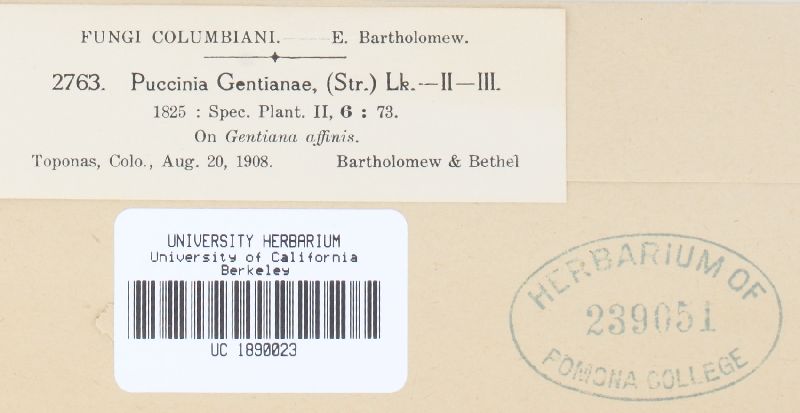 FUNGI COLUMBIANI.—E. Bartholomew.
2763. Puccinia Gentianae, (Str.) Lk.—II—III.
1825 : Spec. Plant. II, 6 : 73.
On Gentiana affinis.
Toponas, Colo., Aug. 20, 1908. Bartholomew & Bethel
UNIVERSITY HERBARIUM
University of California
Berkeley
UC 1890023
HERBARIUM OF
239051
POMONA COLLEGE